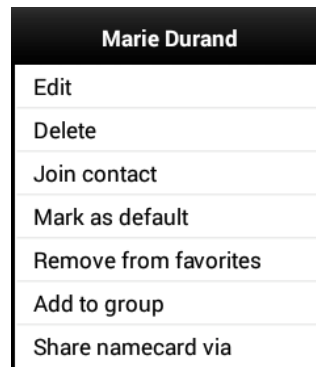 Marie Durand
Edit
Delete
Join contact
Mark as default
Remove from favorites
Add to group
Share namecard via